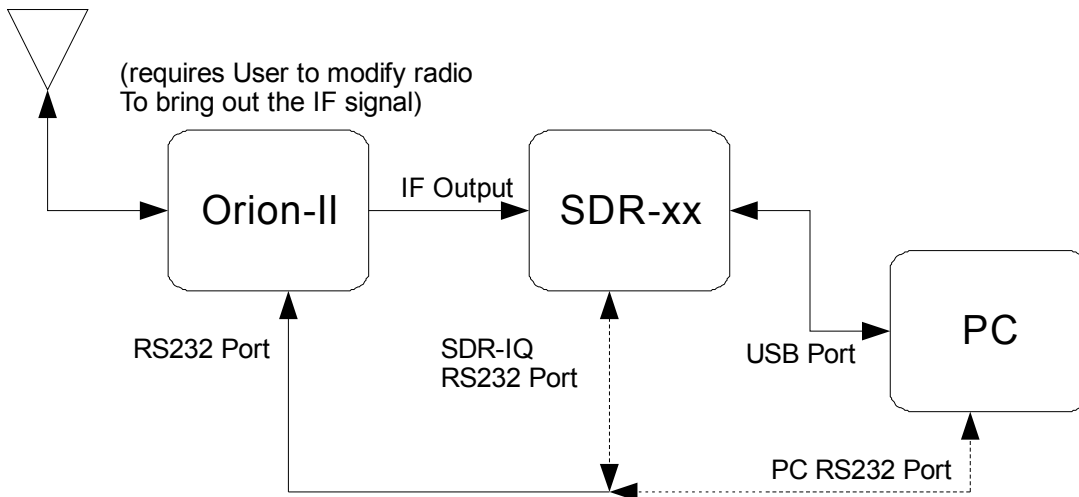 (requires User to modify radio
To bring out the IF signal)
Orion-II
IF Output
SDR-xx
PC
RS232 Port
SDR-IQ
RS232 Port
USB Port
PC RS232 Port